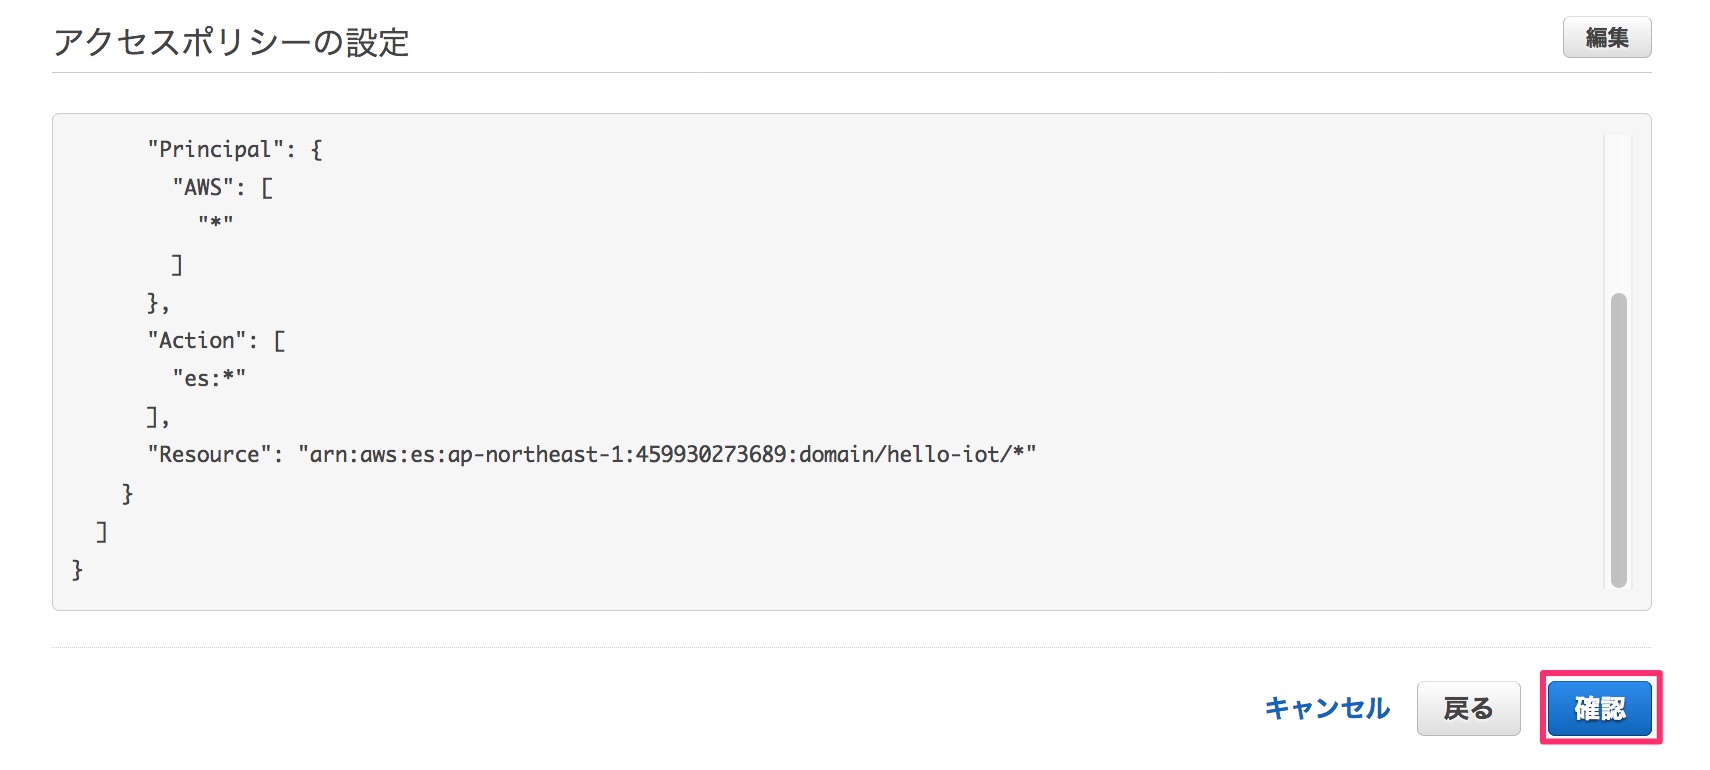 アクセスポリシーの設定
編集
"Principal": {
"AWS": [
"*"
]
},
"Action": [
"es:*"
],
"Resource": "arn:aws:es:ap-northeast-1:459930273689:domain/hello-iot/*"
}
]
}
キャンセル
戻る
確認